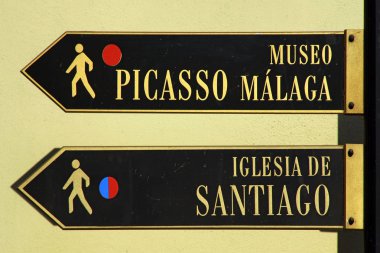 MUSEO
PICASSO MÁLAGA
IGLESIA DE
SANTIAGO